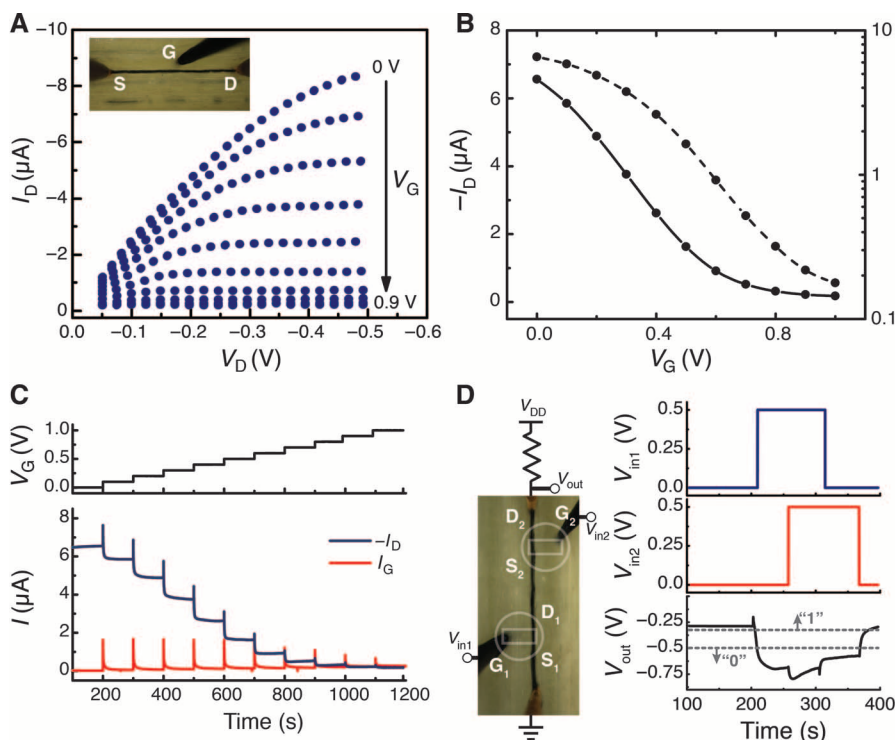 A
−10
−8
−6
−4
−2
0
I_D (μA)
G
S
D
0 V
V_G
0.9 V
0.0 −0.1 −0.2 −0.3 −0.4 −0.5 −0.6
V_D (V)
B
8
6
4
2
0
−I_D (μA)
10
1
0.1
0.0 0.4 0.8
V_G (V)
C
1.0
0.5
0.0
V_G (V)
8
6
4
2
0
I (μA)
−I_D
I_G
200 400 600 800 1000 1200
Time (s)
D
V_DD
V_out
D_2
G_2
V_in2
S_2
D_1
V_in1
G_1
S_1
0.5
0.0
V_in1 (V)
0.5
0.0
V_in2 (V)
−0.25
−0.5
−0.75
V_out (V)
“1”
“0”
100 200 300 400
Time (s)